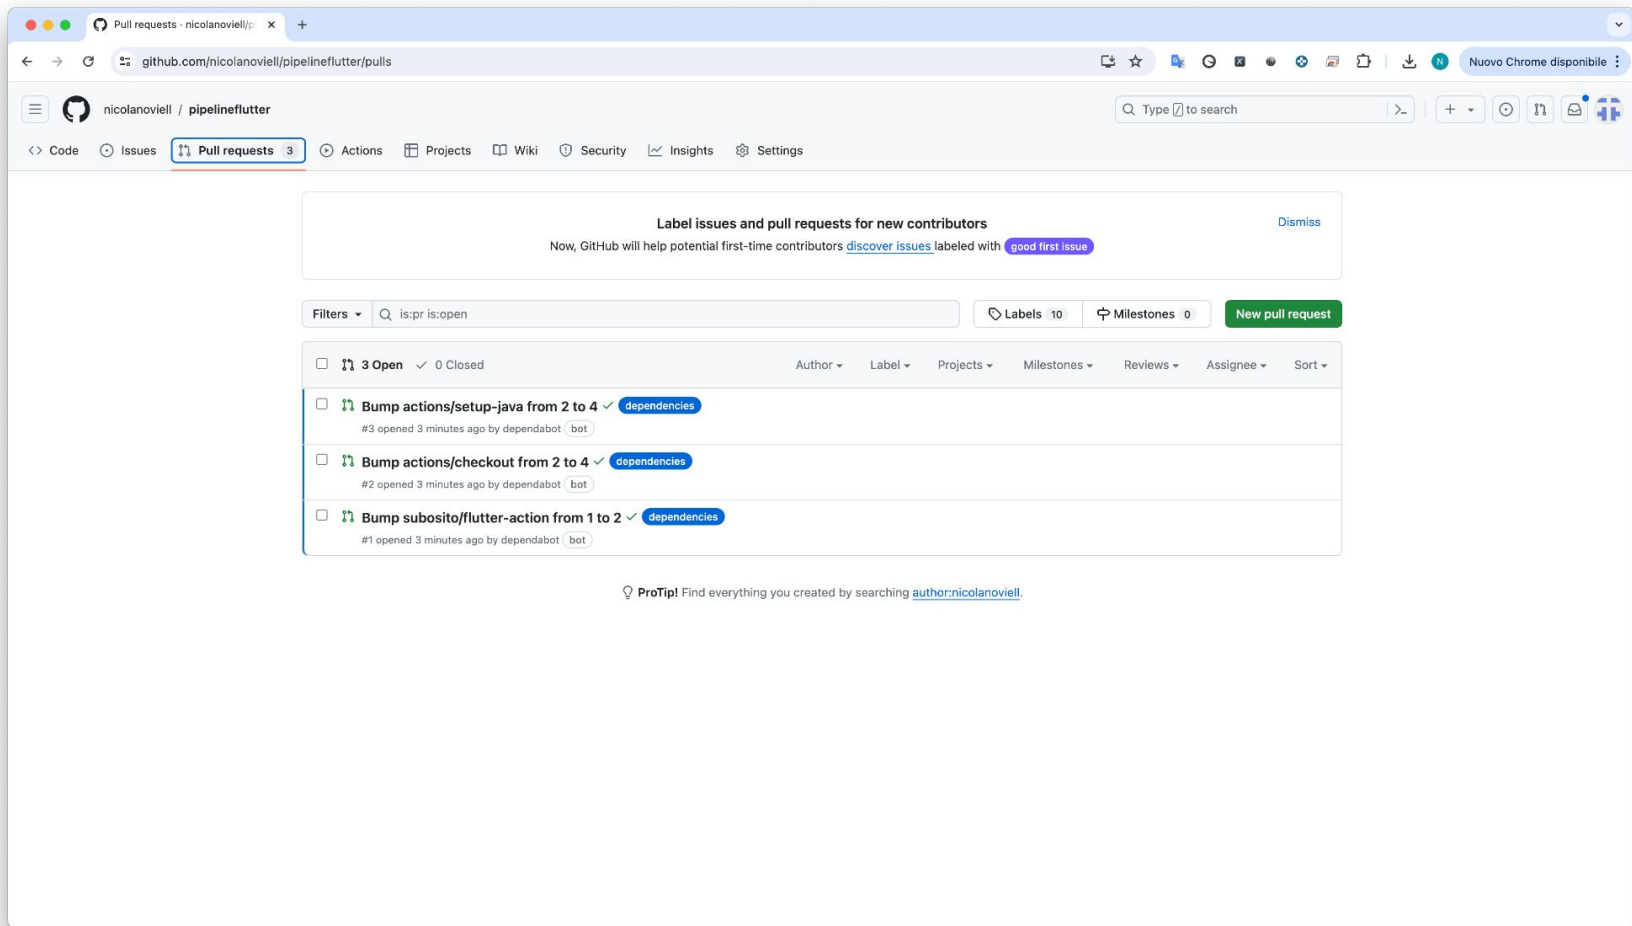 Pull requests · nicolanoviell/p
github.com/nicolanoviell/pipelineflutter/pulls
N
Nuovo Chrome disponibile
nicolanoviell / pipelineflutter
Type / to search
Code
Issues
Pull requests 3
Actions
Projects
Wiki
Security
Insights
Settings
Label issues and pull requests for new contributors
Dismiss
Now, GitHub will help potential first-time contributors discover issues labeled with good first issue
Filters
is:pr is:open
Labels 10
Milestones 0
New pull request
3 Open
0 Closed
Author
Label
Projects
Milestones
Reviews
Assignee
Sort
Bump actions/setup-java from 2 to 4 dependencies
#3 opened 3 minutes ago by dependabot bot
Bump actions/checkout from 2 to 4 dependencies
#2 opened 3 minutes ago by dependabot bot
Bump subosito/flutter-action from 1 to 2 dependencies
#1 opened 3 minutes ago by dependabot bot
ProTip! Find everything you created by searching author:nicolanoviell.